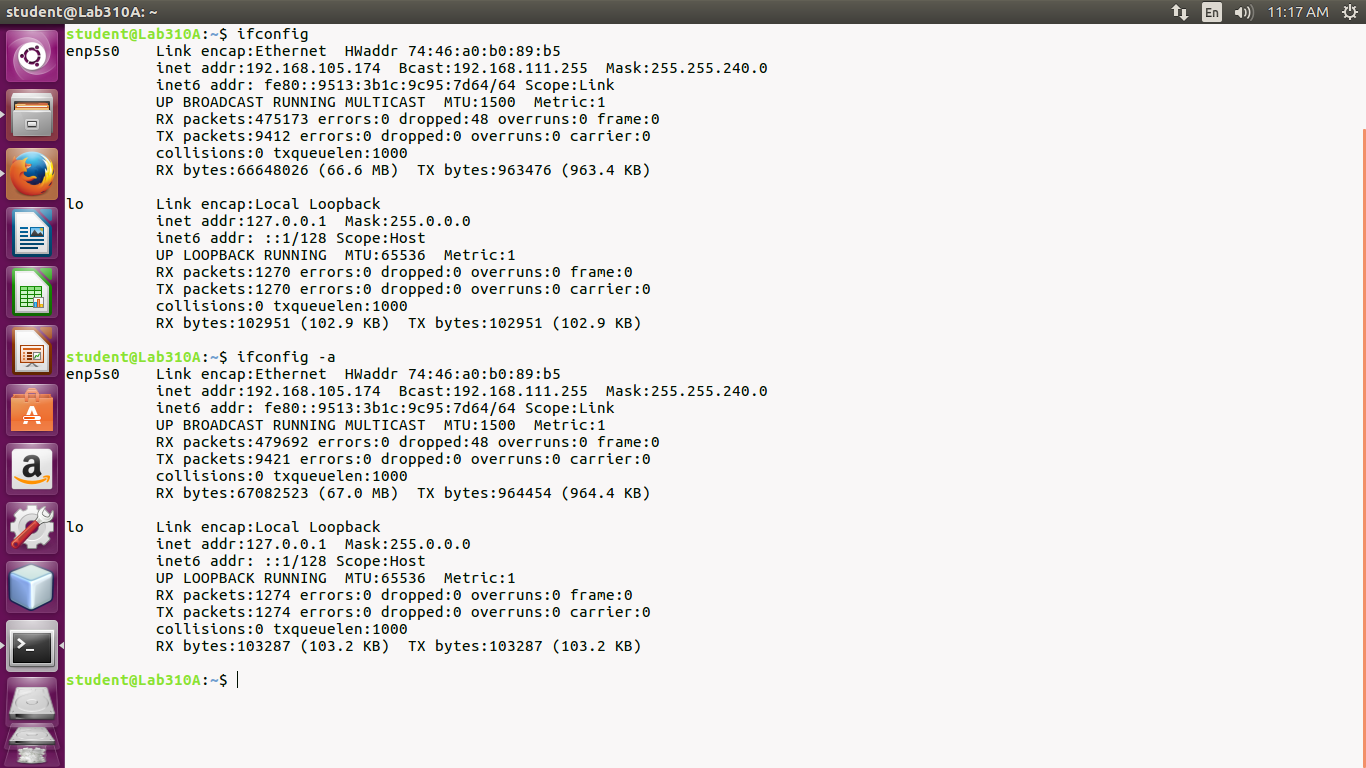 student@Lab310A: ~
En
11:17 AM
student@Lab310A:~$ ifconfig
enp5s0    Link encap:Ethernet  HWaddr 74:46:a0:b0:89:b5
          inet addr:192.168.105.174  Bcast:192.168.111.255  Mask:255.255.240.0
          inet6 addr: fe80::9513:3b1c:9c95:7d64/64 Scope:Link
          UP BROADCAST RUNNING MULTICAST  MTU:1500  Metric:1
          RX packets:475173 errors:0 dropped:48 overruns:0 frame:0
          TX packets:9412 errors:0 dropped:0 overruns:0 carrier:0
          collisions:0 txqueuelen:1000
          RX bytes:66648026 (66.6 MB)  TX bytes:963476 (963.4 KB)

lo        Link encap:Local Loopback
          inet addr:127.0.0.1  Mask:255.0.0.0
          inet6 addr: ::1/128 Scope:Host
          UP LOOPBACK RUNNING  MTU:65536  Metric:1
          RX packets:1270 errors:0 dropped:0 overruns:0 frame:0
          TX packets:1270 errors:0 dropped:0 overruns:0 carrier:0
          collisions:0 txqueuelen:1000
          RX bytes:102951 (102.9 KB)  TX bytes:102951 (102.9 KB)

student@Lab310A:~$ ifconfig -a
enp5s0    Link encap:Ethernet  HWaddr 74:46:a0:b0:89:b5
          inet addr:192.168.105.174  Bcast:192.168.111.255  Mask:255.255.240.0
          inet6 addr: fe80::9513:3b1c:9c95:7d64/64 Scope:Link
          UP BROADCAST RUNNING MULTICAST  MTU:1500  Metric:1
          RX packets:479692 errors:0 dropped:48 overruns:0 frame:0
          TX packets:9421 errors:0 dropped:0 overruns:0 carrier:0
          collisions:0 txqueuelen:1000
          RX bytes:67082523 (67.0 MB)  TX bytes:964454 (964.4 KB)

lo        Link encap:Local Loopback
          inet addr:127.0.0.1  Mask:255.0.0.0
          inet6 addr: ::1/128 Scope:Host
          UP LOOPBACK RUNNING  MTU:65536  Metric:1
          RX packets:1274 errors:0 dropped:0 overruns:0 frame:0
          TX packets:1274 errors:0 dropped:0 overruns:0 carrier:0
          collisions:0 txqueuelen:1000
          RX bytes:103287 (103.2 KB)  TX bytes:103287 (103.2 KB)

student@Lab310A:~$